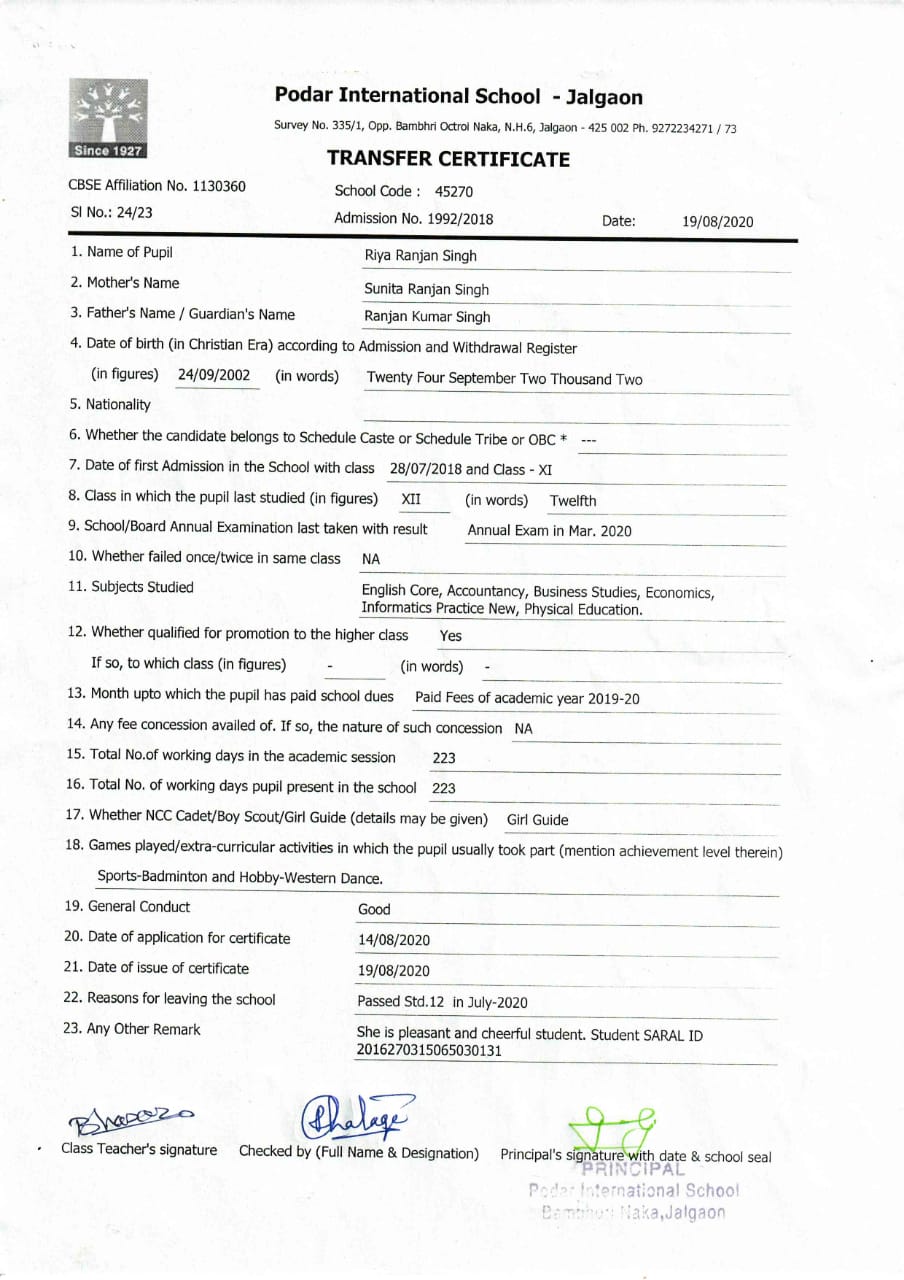 Since 1927
Podar International School - Jalgaon
Survey No. 335/1, Opp. Bambhri Octroi Naka, N.H.6, Jalgaon - 425 002 Ph. 9272234271 / 73
TRANSFER CERTIFICATE
CBSE Affiliation No. 1130360
School Code : 45270
Sl No.: 24/23
Admission No. 1992/2018 Date: 19/08/2020
1. Name of Pupil Riya Ranjan Singh
2. Mother's Name Sunita Ranjan Singh
3. Father's Name / Guardian's Name Ranjan Kumar Singh
4. Date of birth (in Christian Era) according to Admission and Withdrawal Register
(in figures) 24/09/2002 (in words) Twenty Four September Two Thousand Two
5. Nationality
6. Whether the candidate belongs to Schedule Caste or Schedule Tribe or OBC * ---
7. Date of first Admission in the School with class 28/07/2018 and Class - XI
8. Class in which the pupil last studied (in figures) XII (in words) Twelfth
9. School/Board Annual Examination last taken with result Annual Exam in Mar. 2020
10. Whether failed once/twice in same class NA
11. Subjects Studied English Core, Accountancy, Business Studies, Economics,
Informatics Practice New, Physical Education.
12. Whether qualified for promotion to the higher class Yes
If so, to which class (in figures) - (in words) -
13. Month upto which the pupil has paid school dues Paid Fees of academic year 2019-20
14. Any fee concession availed of. If so, the nature of such concession NA
15. Total No.of working days in the academic session 223
16. Total No. of working days pupil present in the school 223
17. Whether NCC Cadet/Boy Scout/Girl Guide (details may be given) Girl Guide
18. Games played/extra-curricular activities in which the pupil usually took part (mention achievement level therein)
Sports-Badminton and Hobby-Western Dance.
19. General Conduct Good
20. Date of application for certificate 14/08/2020
21. Date of issue of certificate 19/08/2020
22. Reasons for leaving the school Passed Std.12 in July-2020
23. Any Other Remark She is pleasant and cheerful student. Student SARAL ID
2016270315065030131
Class Teacher's signature Checked by (Full Name & Designation) Principal's signature with date & school seal
PRINCIPAL
Podar International School
Bambhori Naka,Jalgaon